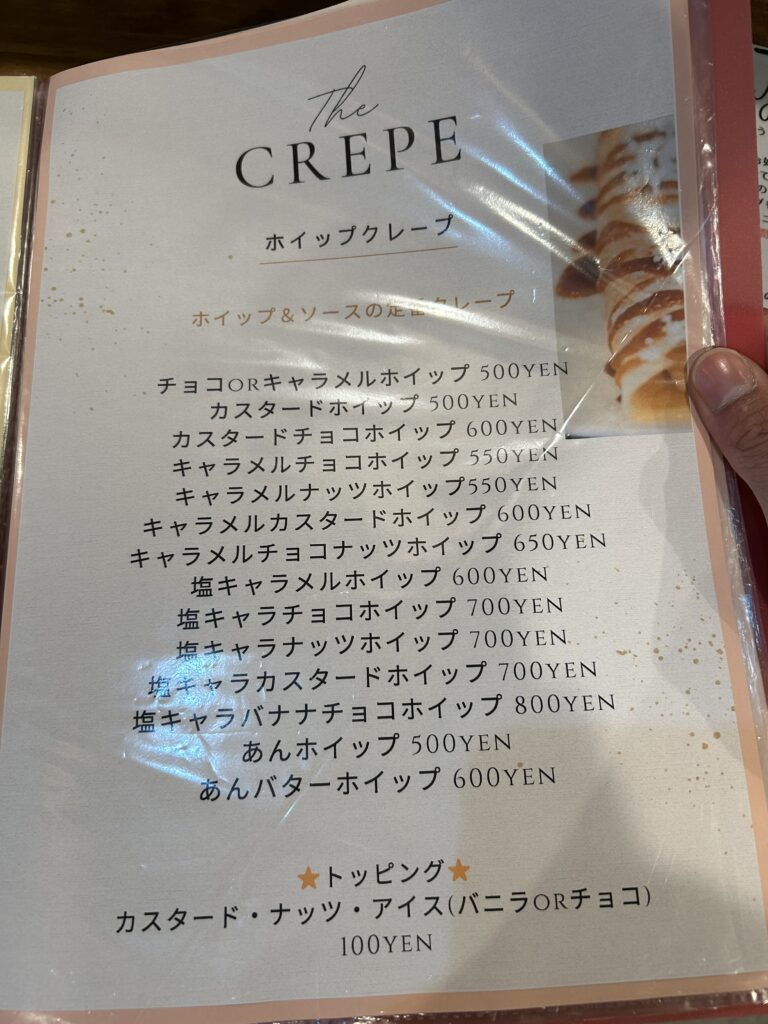 The
CREPE
ホイップクレープ
ホイップ＆ソースの定番クレープ
チョコORキャラメルホイップ 500YEN
カスタードホイップ 500YEN
カスタードチョコホイップ 600YEN
キャラメルチョコホイップ 550YEN
キャラメルナッツホイップ550YEN
キャラメルカスタードホイップ 600YEN
キャラメルチョコナッツホイップ 650YEN
塩キャラメルホイップ 600YEN
塩キャラチョコホイップ 700YEN
塩キャラナッツホイップ 700YEN
塩キャラカスタードホイップ 700YEN
塩キャラバナナチョコホイップ 800YEN
あんホイップ 500YEN
あんバターホイップ 600YEN
★トッピング★
カスタード・ナッツ・アイス(バニラORチョコ)
100YEN